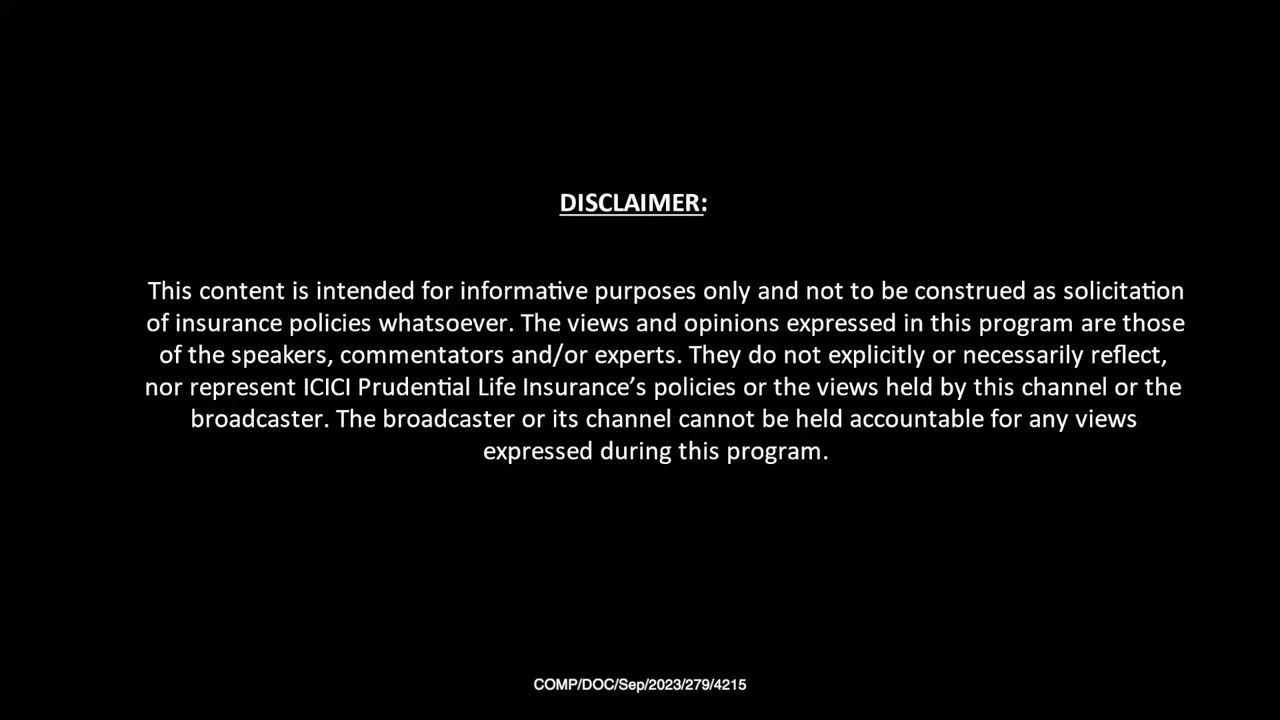 DISCLAIMER:
This content is intended for informative purposes only and not to be construed as solicitation
of insurance policies whatsoever. The views and opinions expressed in this program are those
of the speakers, commentators and/or experts. They do not explicitly or necessarily reflect,
nor represent ICICI Prudential Life Insurance’s policies or the views held by this channel or the
broadcaster. The broadcaster or its channel cannot be held accountable for any views
expressed during this program.
COMP/DOC/Sep/2023/279/4215